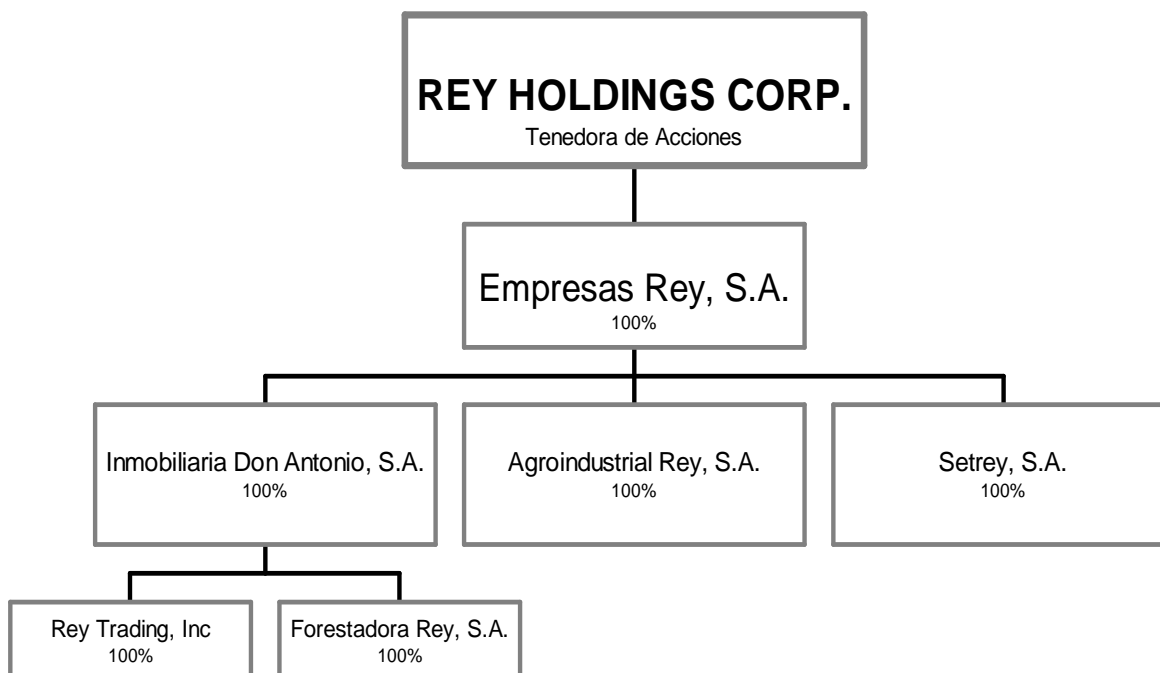 REY HOLDINGS CORP.
Tenedora de Acciones
Empresas Rey, S.A.
100%
Inmobiliaria Don Antonio, S.A.
100%
Agroindustrial Rey, S.A.
100%
Setrey, S.A.
100%
Rey Trading, Inc
100%
Forestadora Rey, S.A.
100%